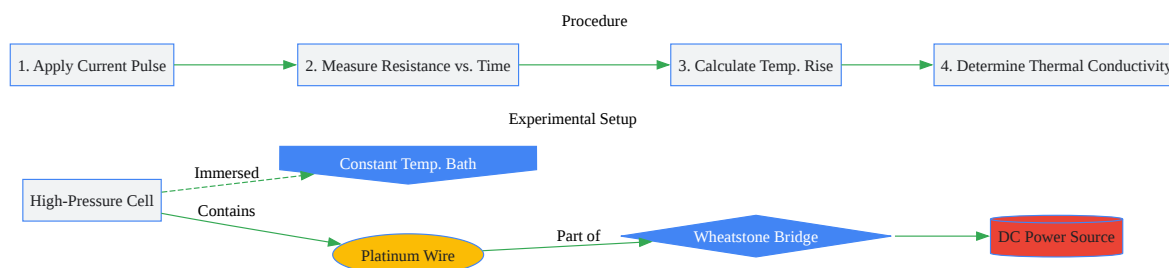 Procedure
1. Apply Current Pulse
2. Measure Resistance vs. Time
3. Calculate Temp. Rise
4. Determine Thermal Conductivity
Experimental Setup
High-Pressure Cell
Immersed
Constant Temp. Bath
Contains
Platinum Wire
Part of
Wheatstone Bridge
DC Power Source